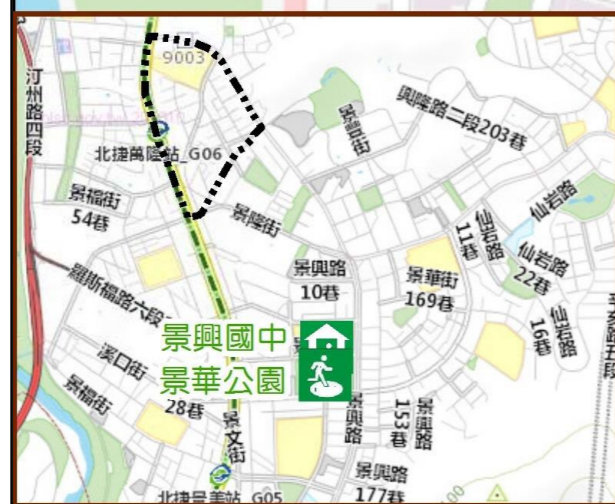 9003
汀州路四段
北捷萬隆站_G06
景雲街
興隆路二段203巷
景福街
54巷
景隆街
仙岩路
11巷
仙岩路
仙岩路
22巷
景興路
10巷
景華街
169巷
羅斯福路六段
仙岩路
16巷
景興國中
景華公園
溪口街
28巷
景福街
景文街
景興路
景興路
153巷
景興路
177巷
北捷景美站_G05
100